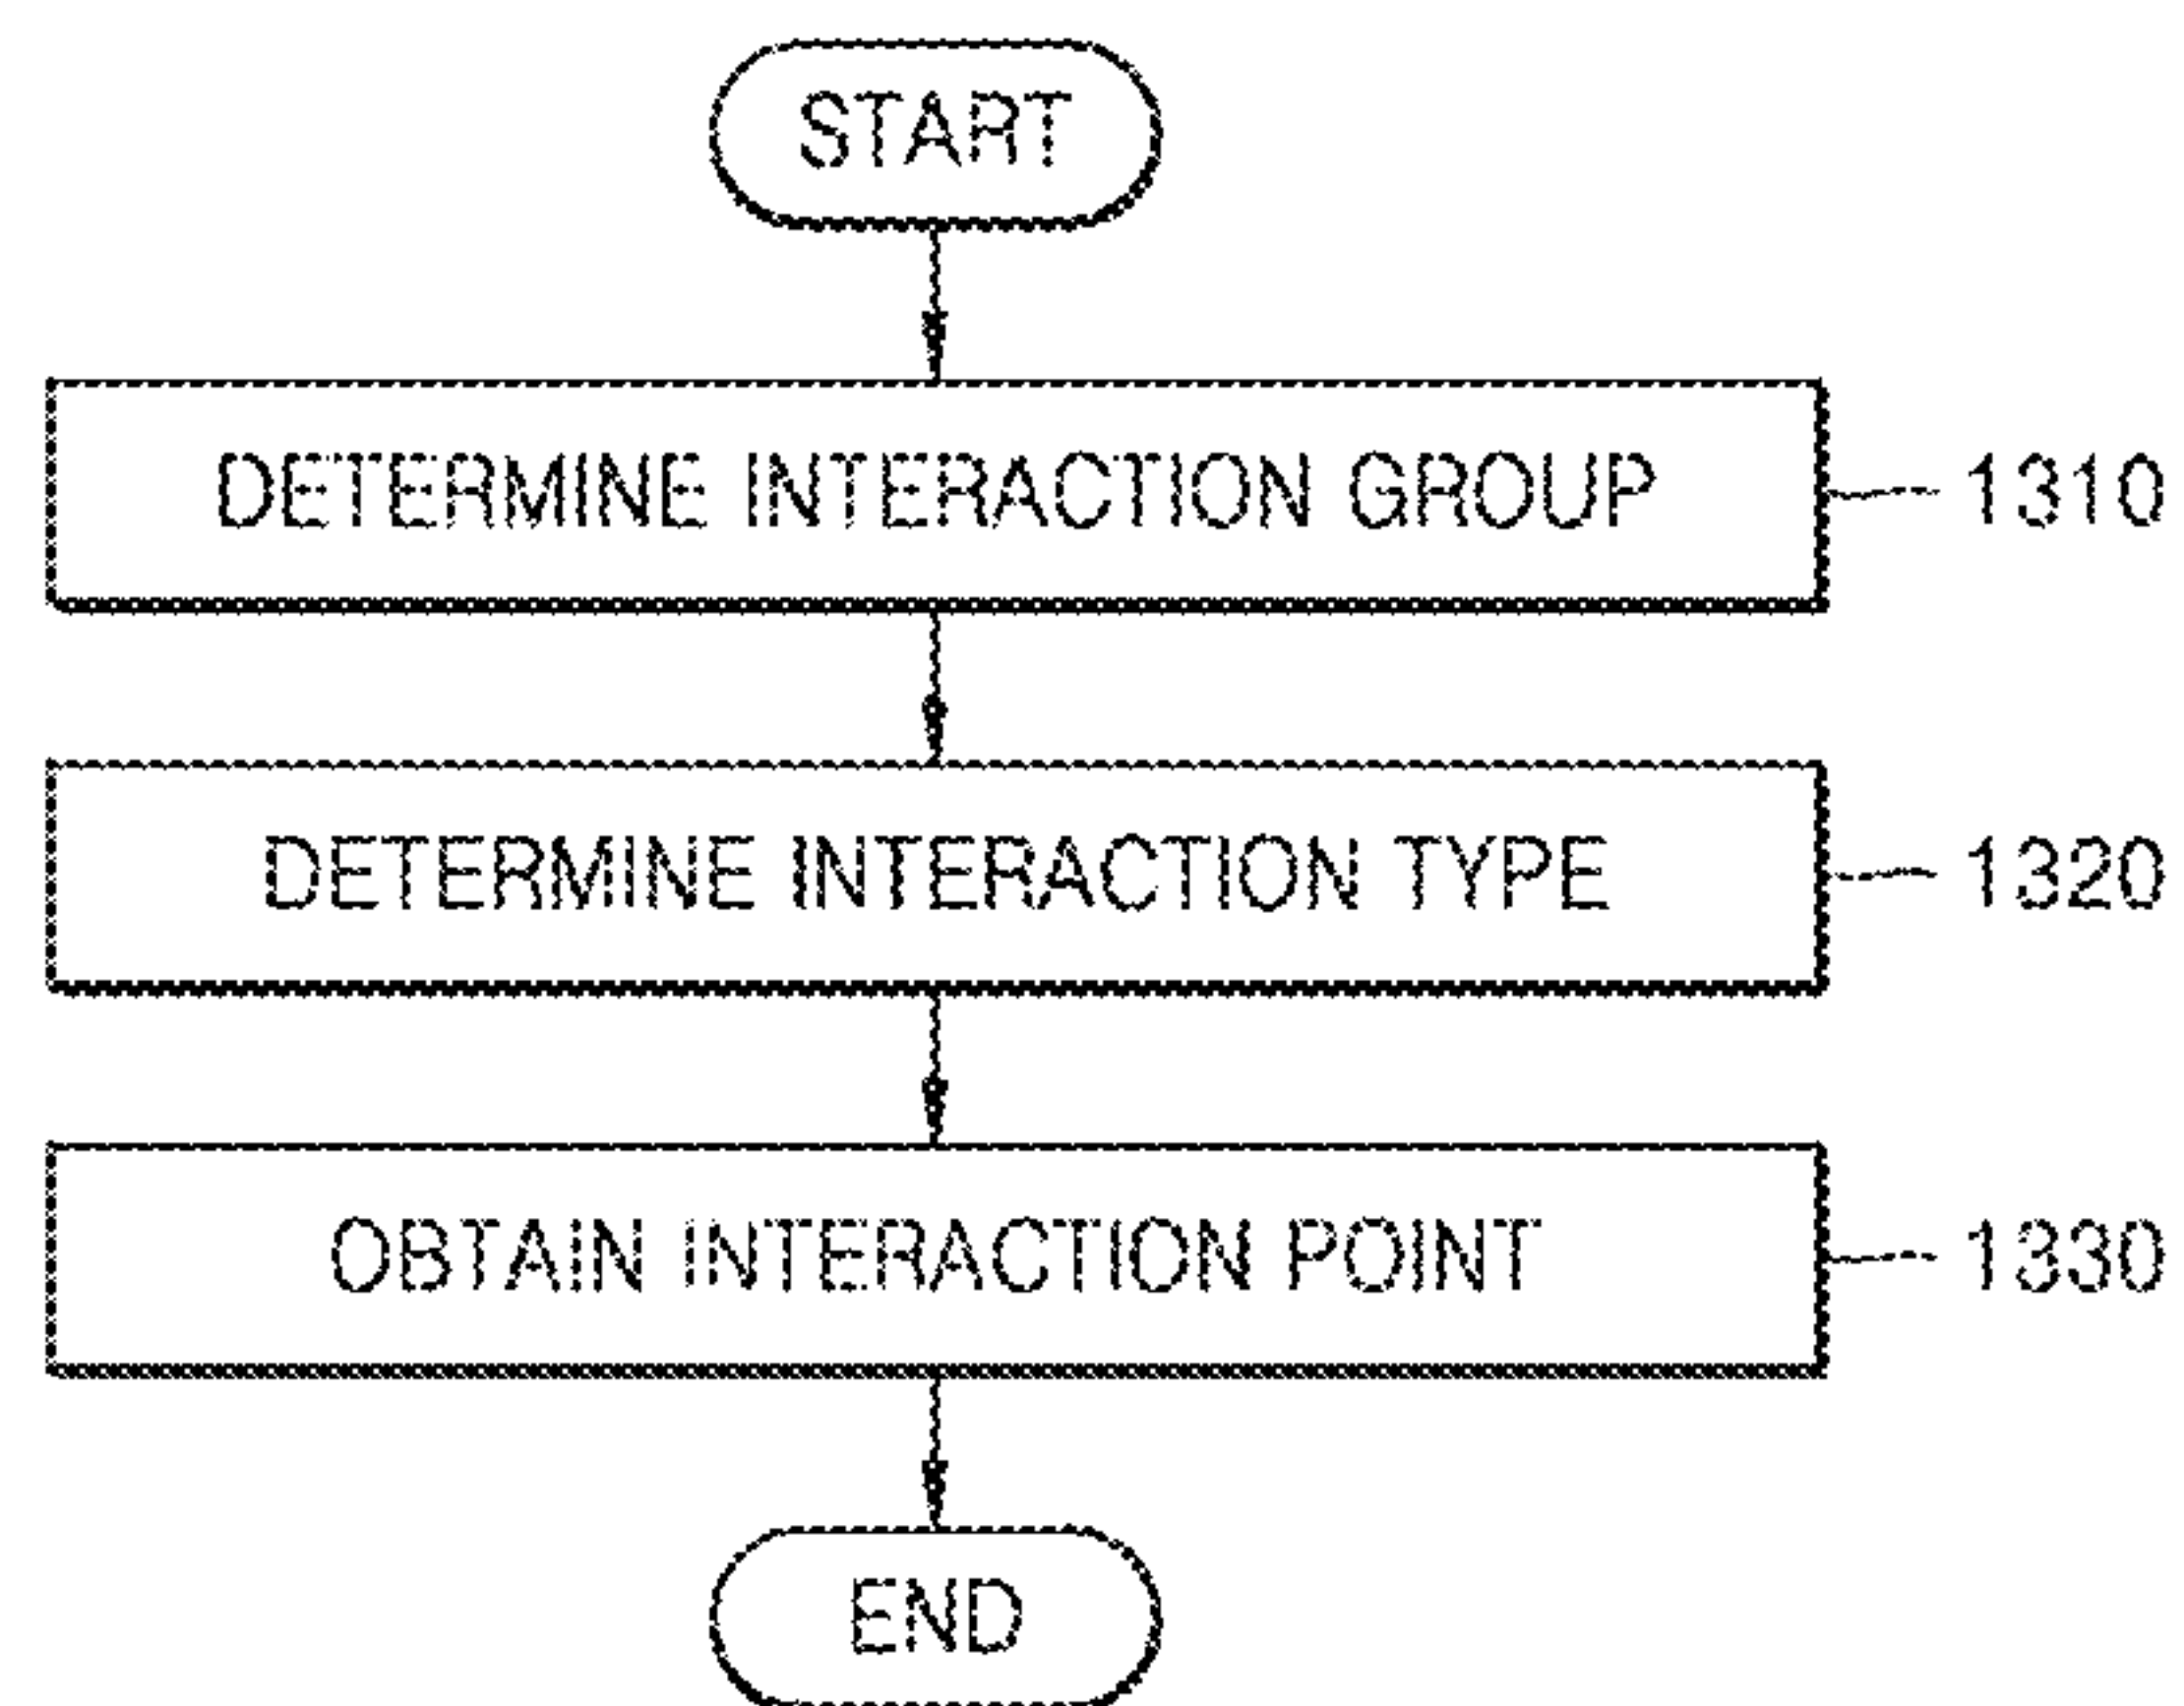 START
DETERMINE INTERACTION GROUP 1310
DETERMINE INTERACTION TYPE 1320
OBTAIN INTERACTION POINT 1330
END